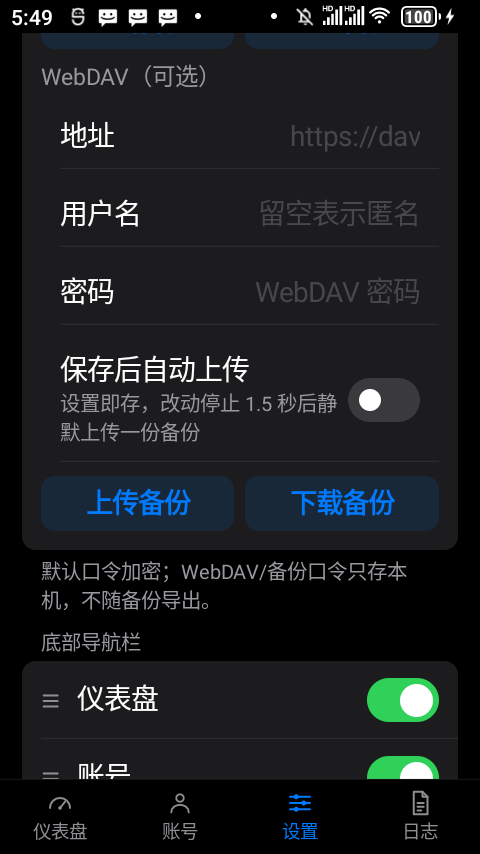 5:49
HD HD 100
WebDAV（可选）
地址 https://dav
用户名 留空表示匿名
密码 WebDAV 密码
保存后自动上传
设置即存，改动停止 1.5 秒后静
默上传一份备份
上传备份 下载备份
默认口令加密；WebDAV/备份口令只存本
机，不随备份导出。
底部导航栏
仪表盘
账号
仪表盘 账号 设置 日志